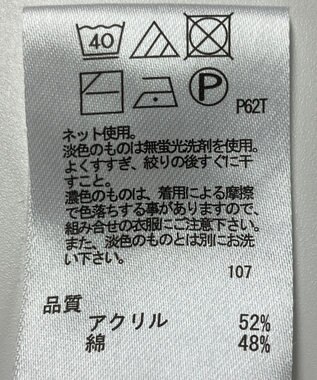 40
P
P62T
ネット使用。
淡色のものは無蛍光洗剤を使用。
よくすすぎ、絞りの後すぐに干
すこと。
濃色のものは、着用による摩擦
で色落ちする事がありますので、
組み合せの衣服にご注意下さい。
また、淡色のものとは別にお洗
い下さい。
107
品質
アクリル 52%
綿 48%